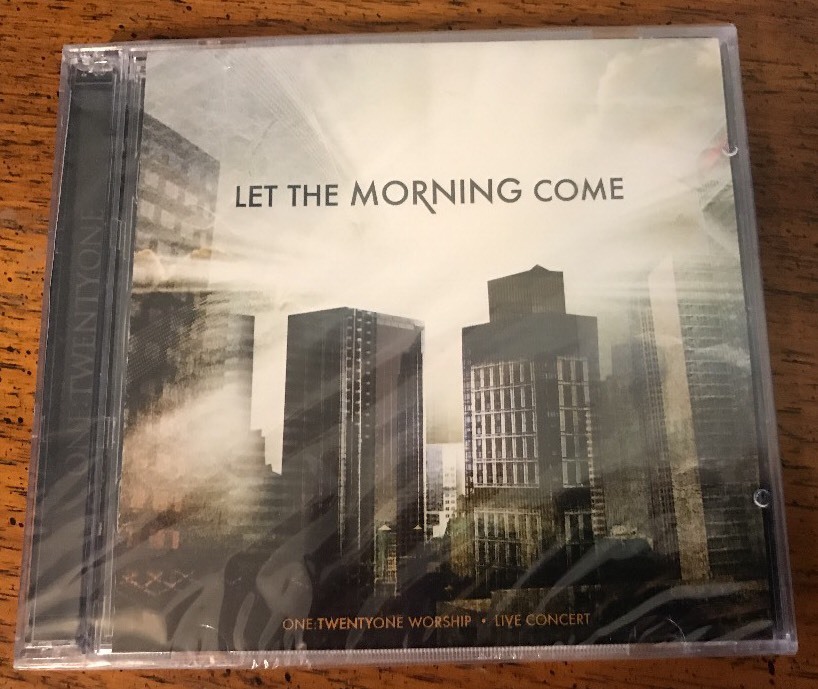 LET THE MORNING COME
ONE:TWENTYONE WORSHIP • LIVE CONCERT
ONE:TWENTYONE